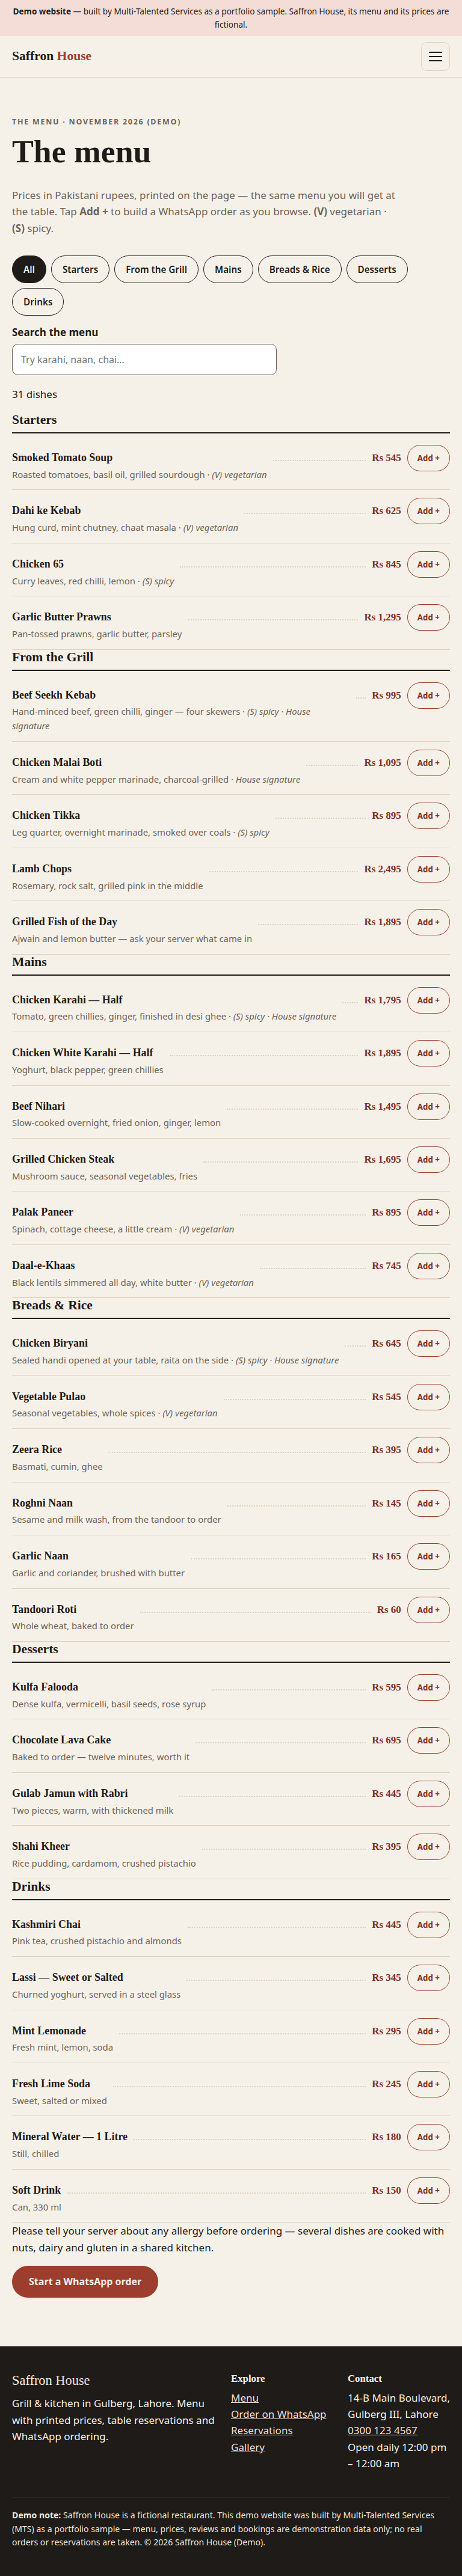 Demo website — built by Multi-Talented Services as a portfolio sample. Saffron House, its menu and its prices are
fictional.
Saffron House
THE MENU · NOVEMBER 2026 (DEMO)
The menu
Prices in Pakistani rupees, printed on the page — the same menu you will get at
the table. Tap Add + to build a WhatsApp order as you browse. (V) vegetarian ·
(S) spicy.
All
Starters
From the Grill
Mains
Breads & Rice
Desserts
Drinks
Search the menu
Try karahi, naan, chai…
31 dishes
Starters
Smoked Tomato Soup Rs 545 Add +
Roasted tomatoes, basil oil, grilled sourdough · (V) vegetarian
Dahi ke Kebab Rs 625 Add +
Hung curd, mint chutney, chaat masala · (V) vegetarian
Chicken 65 Rs 845 Add +
Curry leaves, red chilli, lemon · (S) spicy
Garlic Butter Prawns Rs 1,295 Add +
Pan-tossed prawns, garlic butter, parsley
From the Grill
Beef Seekh Kebab Rs 995 Add +
Hand-minced beef, green chilli, ginger — four skewers · (S) spicy · House
signature
Chicken Malai Boti Rs 1,095 Add +
Cream and white pepper marinade, charcoal-grilled · House signature
Chicken Tikka Rs 895 Add +
Leg quarter, overnight marinade, smoked over coals · (S) spicy
Lamb Chops Rs 2,495 Add +
Rosemary, rock salt, grilled pink in the middle
Grilled Fish of the Day Rs 1,895 Add +
Ajwain and lemon butter — ask your server what came in
Mains
Chicken Karahi — Half Rs 1,795 Add +
Tomato, green chillies, ginger, finished in desi ghee · (S) spicy · House signature
Chicken White Karahi — Half Rs 1,895 Add +
Yoghurt, black pepper, green chillies
Beef Nihari Rs 1,495 Add +
Slow-cooked overnight, fried onion, ginger, lemon
Grilled Chicken Steak Rs 1,695 Add +
Mushroom sauce, seasonal vegetables, fries
Palak Paneer Rs 895 Add +
Spinach, cottage cheese, a little cream · (V) vegetarian
Daal-e-Khaas Rs 745 Add +
Black lentils simmered all day, white butter · (V) vegetarian
Breads & Rice
Chicken Biryani Rs 645 Add +
Sealed handi opened at your table, raita on the side · (S) spicy · House signature
Vegetable Pulao Rs 545 Add +
Seasonal vegetables, whole spices · (V) vegetarian
Zeera Rice Rs 395 Add +
Basmati, cumin, ghee
Roghni Naan Rs 145 Add +
Sesame and milk wash, from the tandoor to order
Garlic Naan Rs 165 Add +
Garlic and coriander, brushed with butter
Tandoori Roti Rs 60 Add +
Whole wheat, baked to order
Desserts
Kulfa Falooda Rs 595 Add +
Dense kulfa, vermicelli, basil seeds, rose syrup
Chocolate Lava Cake Rs 695 Add +
Baked to order — twelve minutes, worth it
Gulab Jamun with Rabri Rs 445 Add +
Two pieces, warm, with thickened milk
Shahi Kheer Rs 395 Add +
Rice pudding, cardamom, crushed pistachio
Drinks
Kashmiri Chai Rs 445 Add +
Pink tea, crushed pistachio and almonds
Lassi — Sweet or Salted Rs 345 Add +
Churned yoghurt, served in a steel glass
Mint Lemonade Rs 295 Add +
Fresh mint, lemon, soda
Fresh Lime Soda Rs 245 Add +
Sweet, salted or mixed
Mineral Water — 1 Litre Rs 180 Add +
Still, chilled
Soft Drink Rs 150 Add +
Can, 330 ml
Please tell your server about any allergy before ordering — several dishes are cooked with
nuts, dairy and gluten in a shared kitchen.
Start a WhatsApp order
Saffron House
Grill & kitchen in Gulberg, Lahore. Menu
with printed prices, table reservations and
WhatsApp ordering.
Explore
Menu
Order on WhatsApp
Reservations
Gallery
Contact
14-B Main Boulevard,
Gulberg III, Lahore
0300 123 4567
Open daily 12:00 pm
– 12:00 am
Demo note: Saffron House is a fictional restaurant. This demo website was built by Multi-Talented Services
(MTS) as a portfolio sample — menu, prices, reviews and bookings are demonstration data only; no real
orders or reservations are taken. © 2026 Saffron House (Demo).